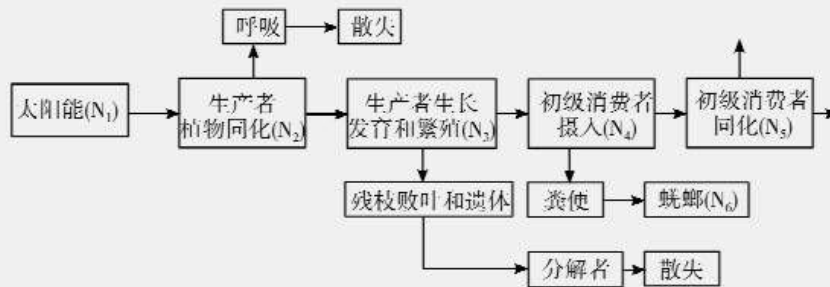 呼吸
散失
太阳能(N₁)
生产者
植物同化(N₂)
生产者生长
发育和繁殖(N₃)
初级消费者
摄入(N₄)
初级消费者
同化(N₅)
残枝败叶和遗体
粪便
蜣螂(N₆)
分解者
散失